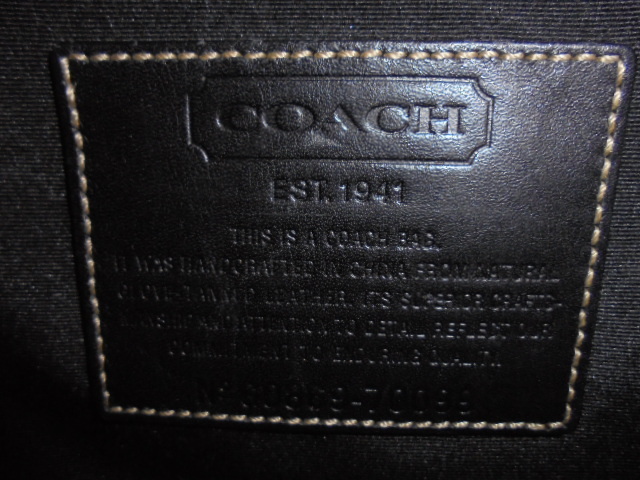 COACH
EST. 1941
THIS IS A COACH BAG.
IT WAS HANDCRAFTED IN CHINA FROM NATURAL
GLOVE-TANNED LEATHER. ITS SUPERIOR CRAFTS-
MANSHIP AND ATTENTION TO DETAIL REFLECT OUR
COMMITMENT TO ENDURING QUALITY.
Nº